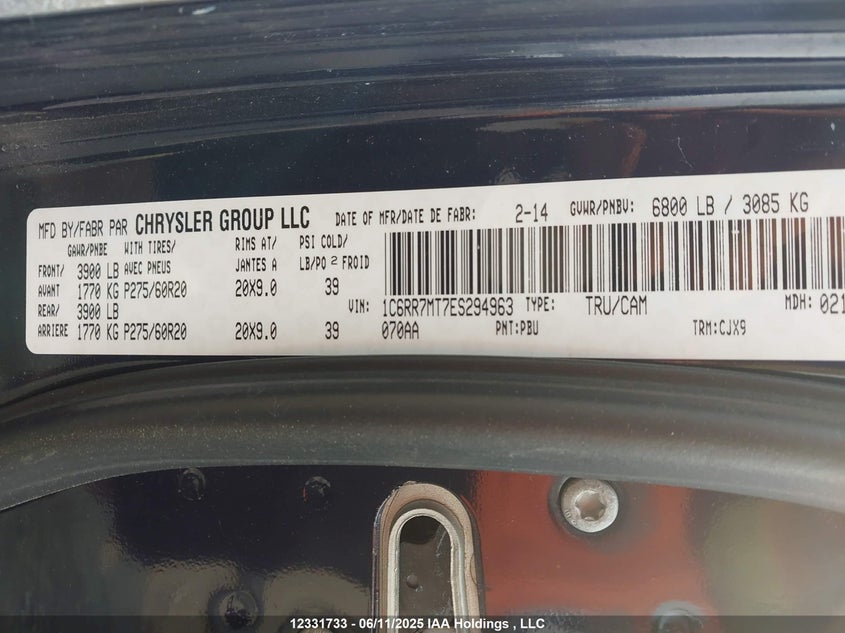 MFD BY/FABR PAR CHRYSLER GROUP LLC DATE OF MFR/DATE DE FABR: 2-14 GVWR/PNBV: 6800 LB / 3085 KG
GAWR/PNBE WITH TIRES/ RIMS AT/ PSI COLD/
FRONT/ 3900 LB AVEC PNEUS JANTES A LB/PO² FROID
AVANT 1770 KG P275/60R20 20X9.0 39
REAR/ 3900 LB VIN: 1C6RR7MT7ES294963 TYPE: TRU/CAM MDH: 021
ARRIERE 1770 KG P275/60R20 20X9.0 39 070AA PNT:PBU TRM:CJX9
12331733 - 06/11/2025 IAA Holdings , LLC